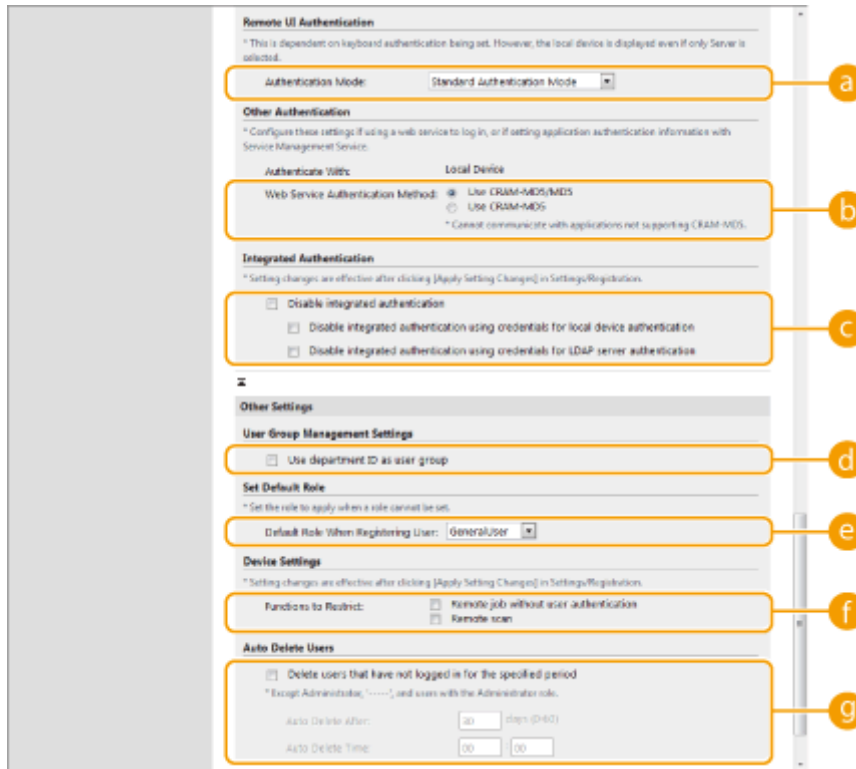 Remote UI Authentication
* This is dependent on keyboard authentication being set. However, the local device is displayed even if only Server is
selected.
Authentication Mode: Standard Authentication Mode
a
Other Authentication
* Configure these settings if using a web service to log in, or if setting application authentication information with
Service Management Service.
Authenticate With: Local Device
Web Service Authentication Method: Use CRAM-MD5/MD5
Use CRAM-MD5
* Cannot communicate with applications not supporting CRAM-MD5.
b
Integrated Authentication
* Setting changes are effective after clicking [Apply Setting Changes] in Settings/Registration.
Disable integrated authentication
Disable integrated authentication using credentials for local device authentication
Disable integrated authentication using credentials for LDAP server authentication
c
Other Settings
User Group Management Settings
Use department ID as user group
d
Set Default Role
* Set the role to apply when a role cannot be set.
Default Role When Registering User: GeneralUser
e
Device Settings
* Setting changes are effective after clicking [Apply Setting Changes] in Settings/Registration.
Functions to Restrict: Remote job without user authentication
Remote scan
f
Auto Delete Users
Delete users that have not logged in for the specified period
* Except Administrator, '-----', and users with the Administrator role.
Auto Delete After: 30 days (0-60)
Auto Delete Time: 00 : 00
g